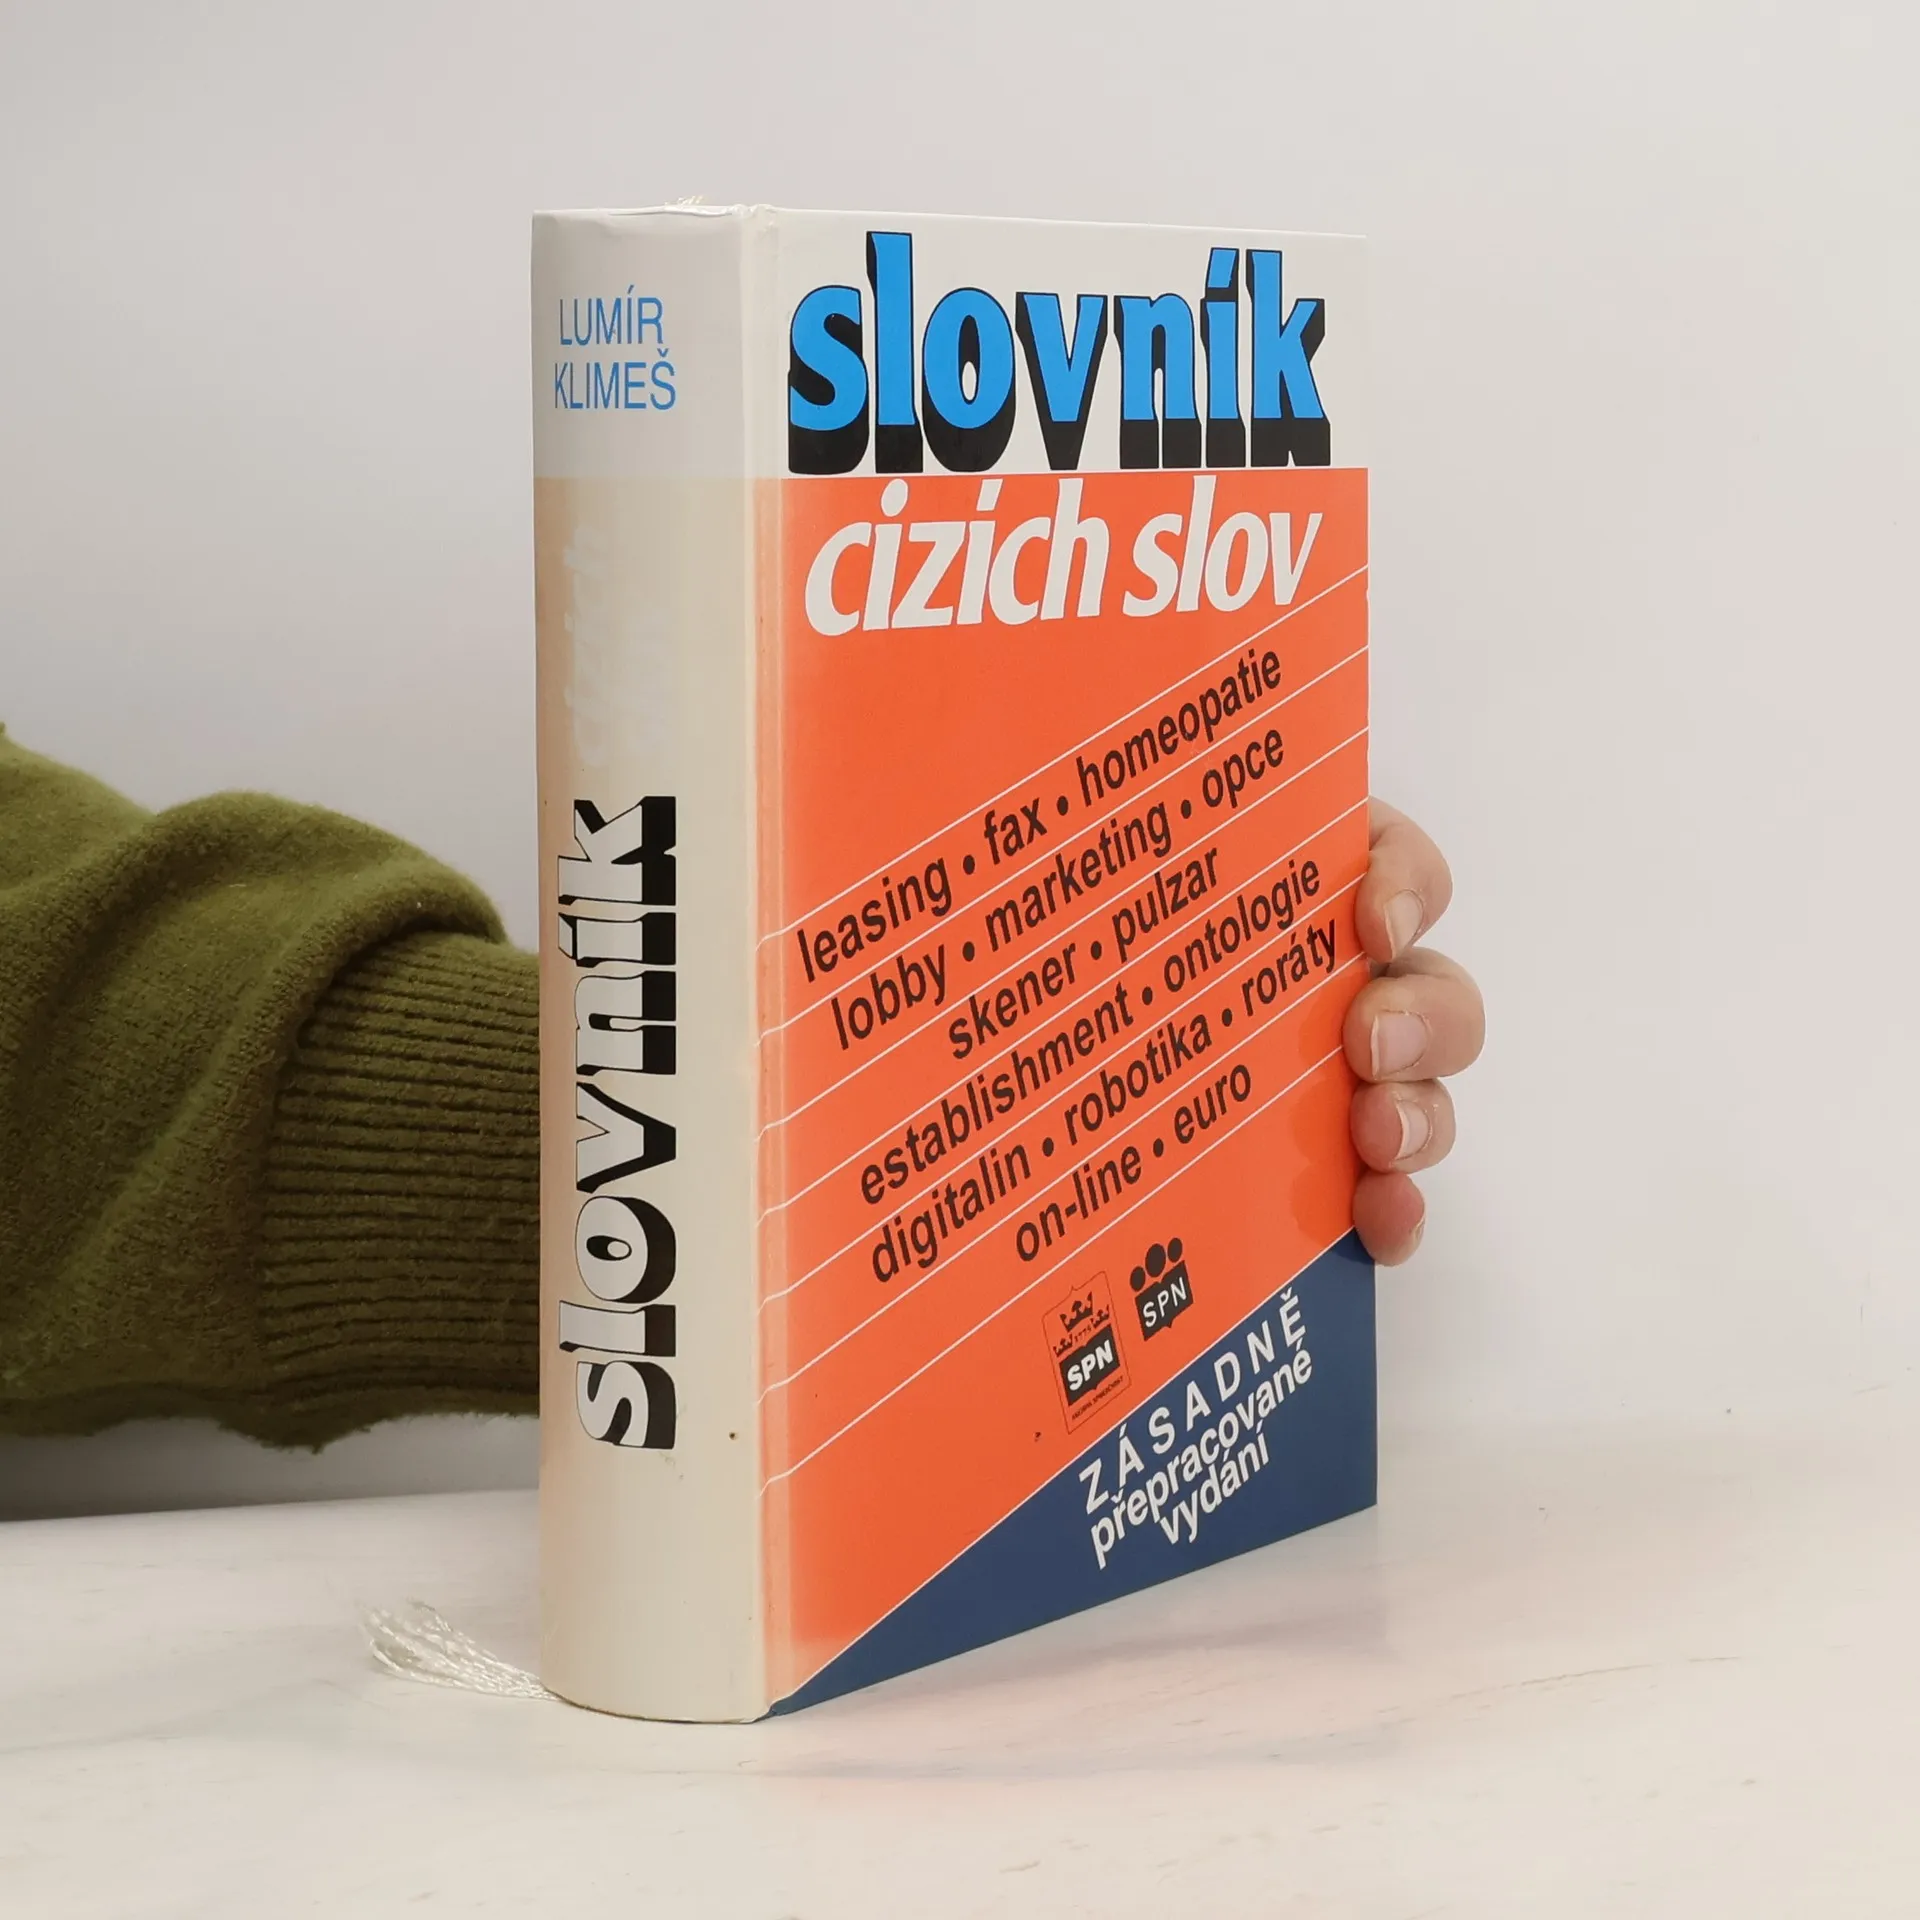 LUMÍR
KLIMEŠ
slovník
slovník
cizích slov
leasing • fax • homeopatie
lobby • marketing • opce
skener • pulzar
establishment • ontologie
digitalin • robotika • roráty
on-line • euro
SPN
SPN
ZÁSADNĚ
přepracované
vydání